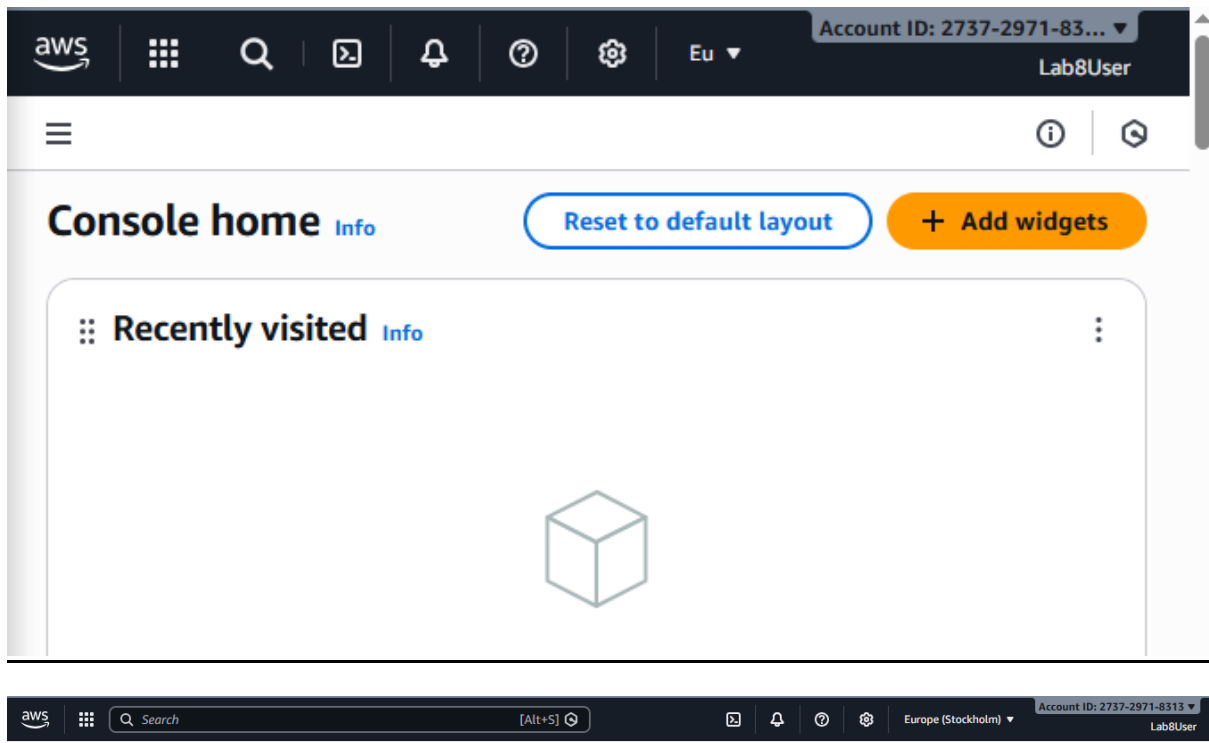 aws Eu Account ID: 2737-2971-83...
Lab8User
Console home Info Reset to default layout + Add widgets
Recently visited Info
aws Search [Alt+S] Europe (Stockholm) Account ID: 2737-2971-8313
Lab8User